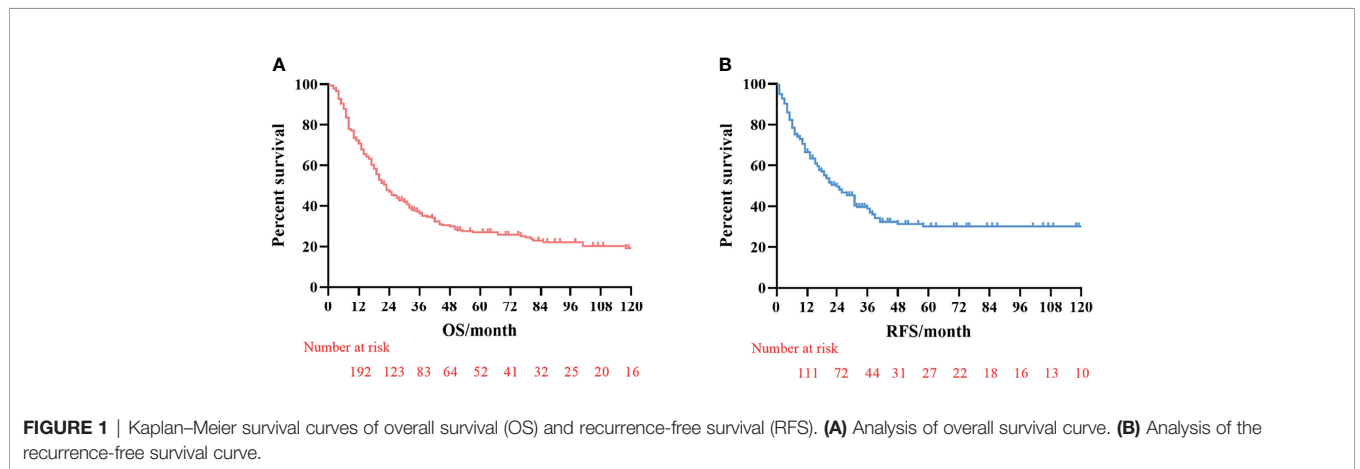 A
100
80
60
40
20
0
Percent survival
0 12 24 36 48 60 72 84 96 108 120
OS/month
Number at risk
192 123 83 64 52 41 32 25 20 16
B
100
80
60
40
20
0
Percent survival
0 12 24 36 48 60 72 84 96 108 120
RFS/month
Number at risk
111 72 44 31 27 22 18 16 13 10
FIGURE 1 | Kaplan–Meier survival curves of overall survival (OS) and recurrence-free survival (RFS). (A) Analysis of overall survival curve. (B) Analysis of the
recurrence-free survival curve.